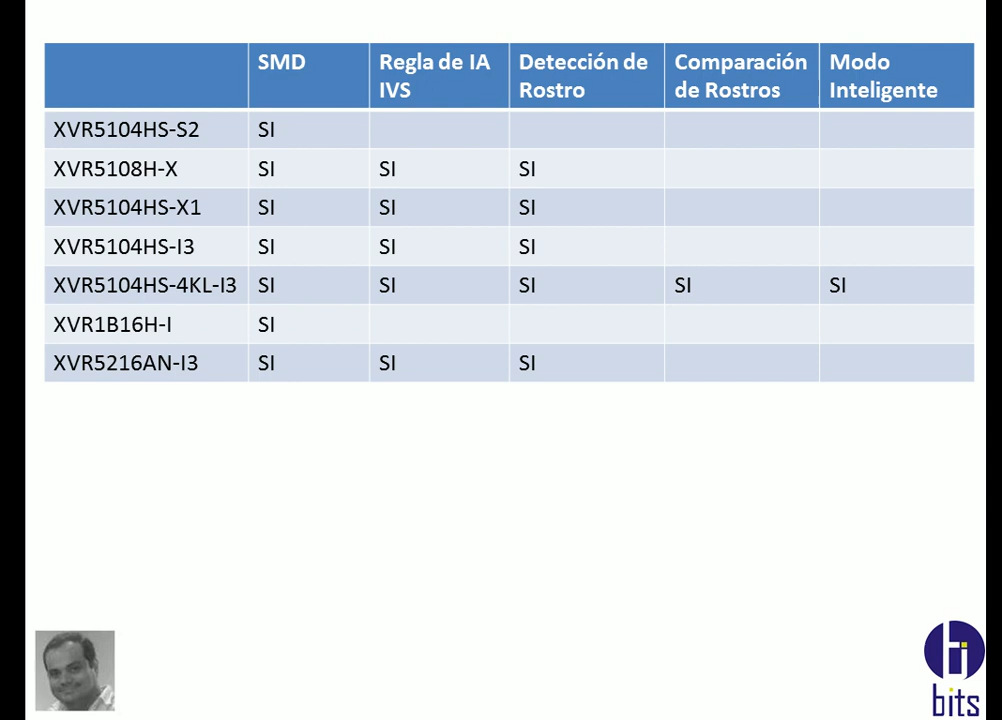 SMD Regla de IA IVS Detección de Rostro Comparación de Rostros Modo Inteligente
XVR5104HS-S2 SI
XVR5108H-X SI SI SI
XVR5104HS-X1 SI SI SI
XVR5104HS-I3 SI SI SI
XVR5104HS-4KL-I3 SI SI SI SI SI
XVR1B16H-I SI
XVR5216AN-I3 SI SI SI
hi
bits